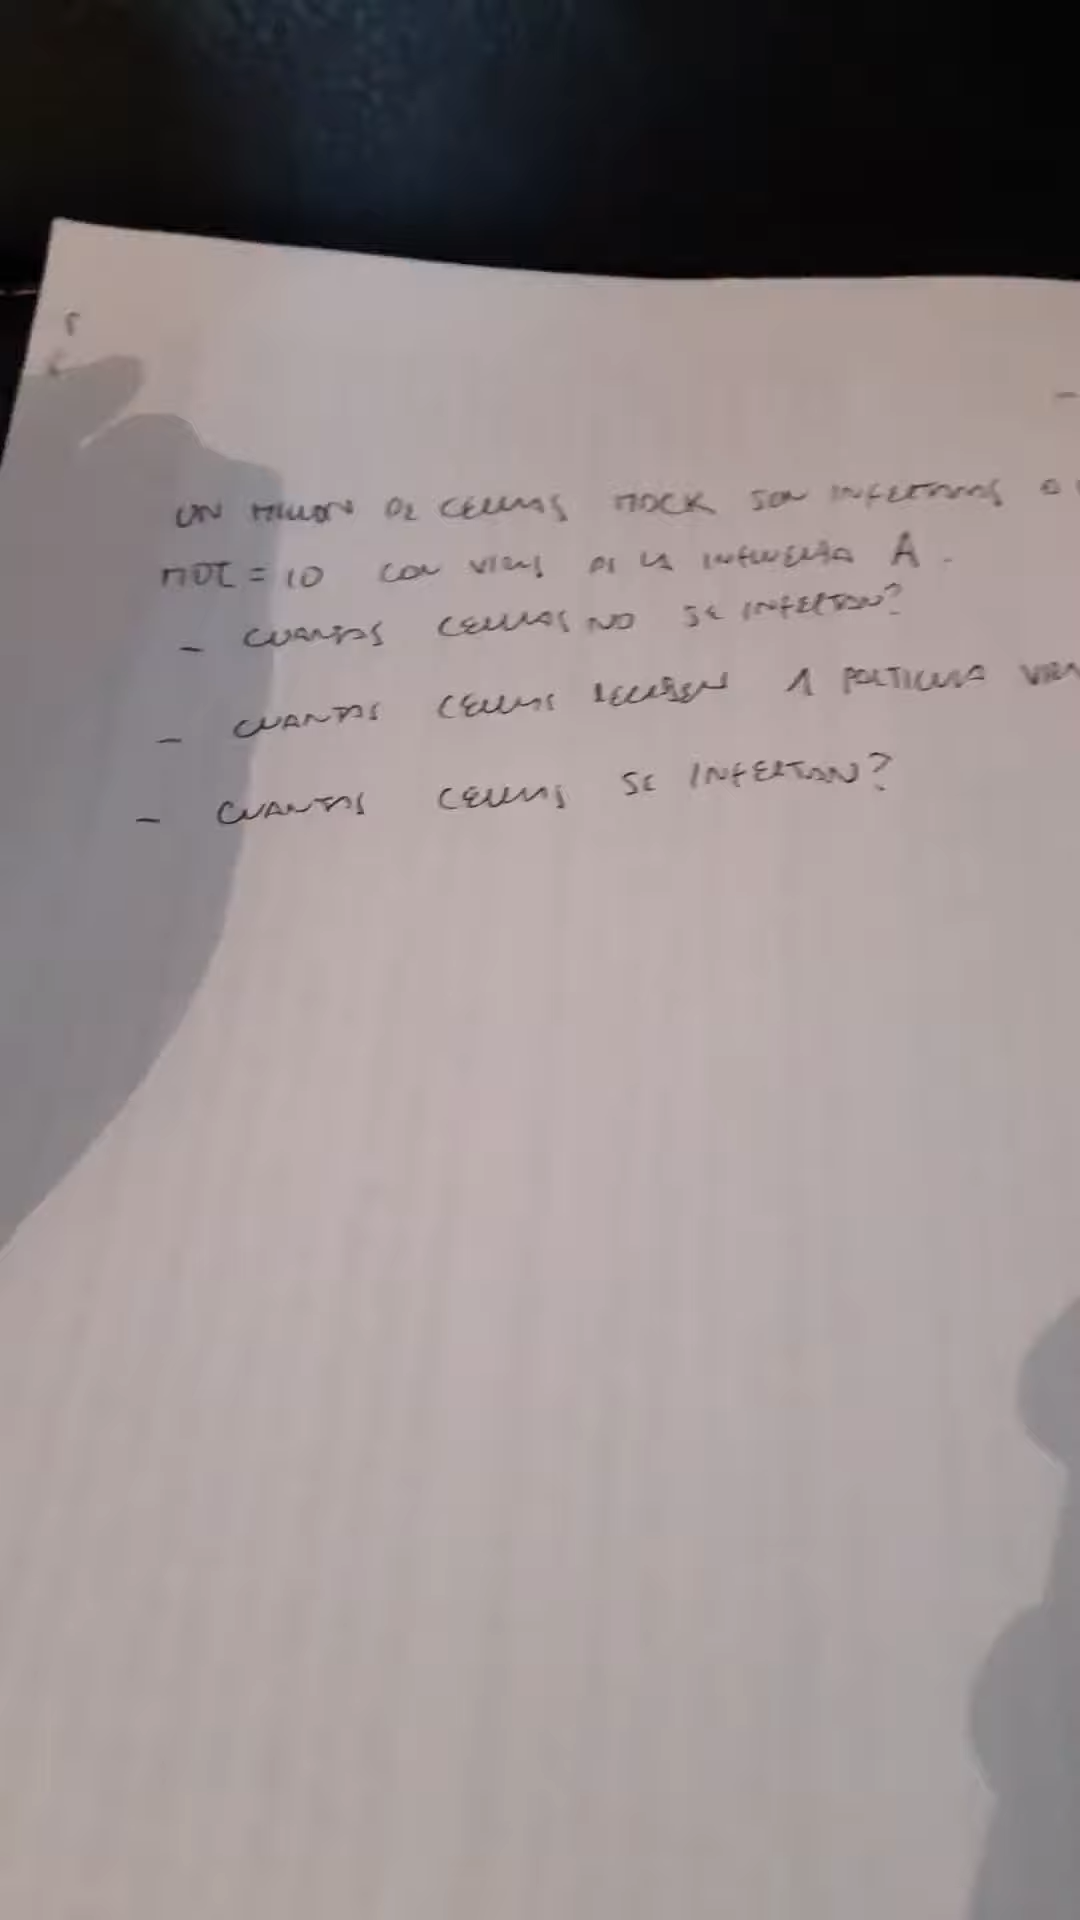 UN MILLON DE CELULAS MDCK SON INFECTADAS A
MOI = 10 CON VIRUS DE LA INFLUENZA A.
- CUANTAS CELULAS NO SE INFECTAN?
- CUANTAS CELULAS RECIBEN 1 PARTICULA
- CUANTAS CELULAS SE INFECTAN?